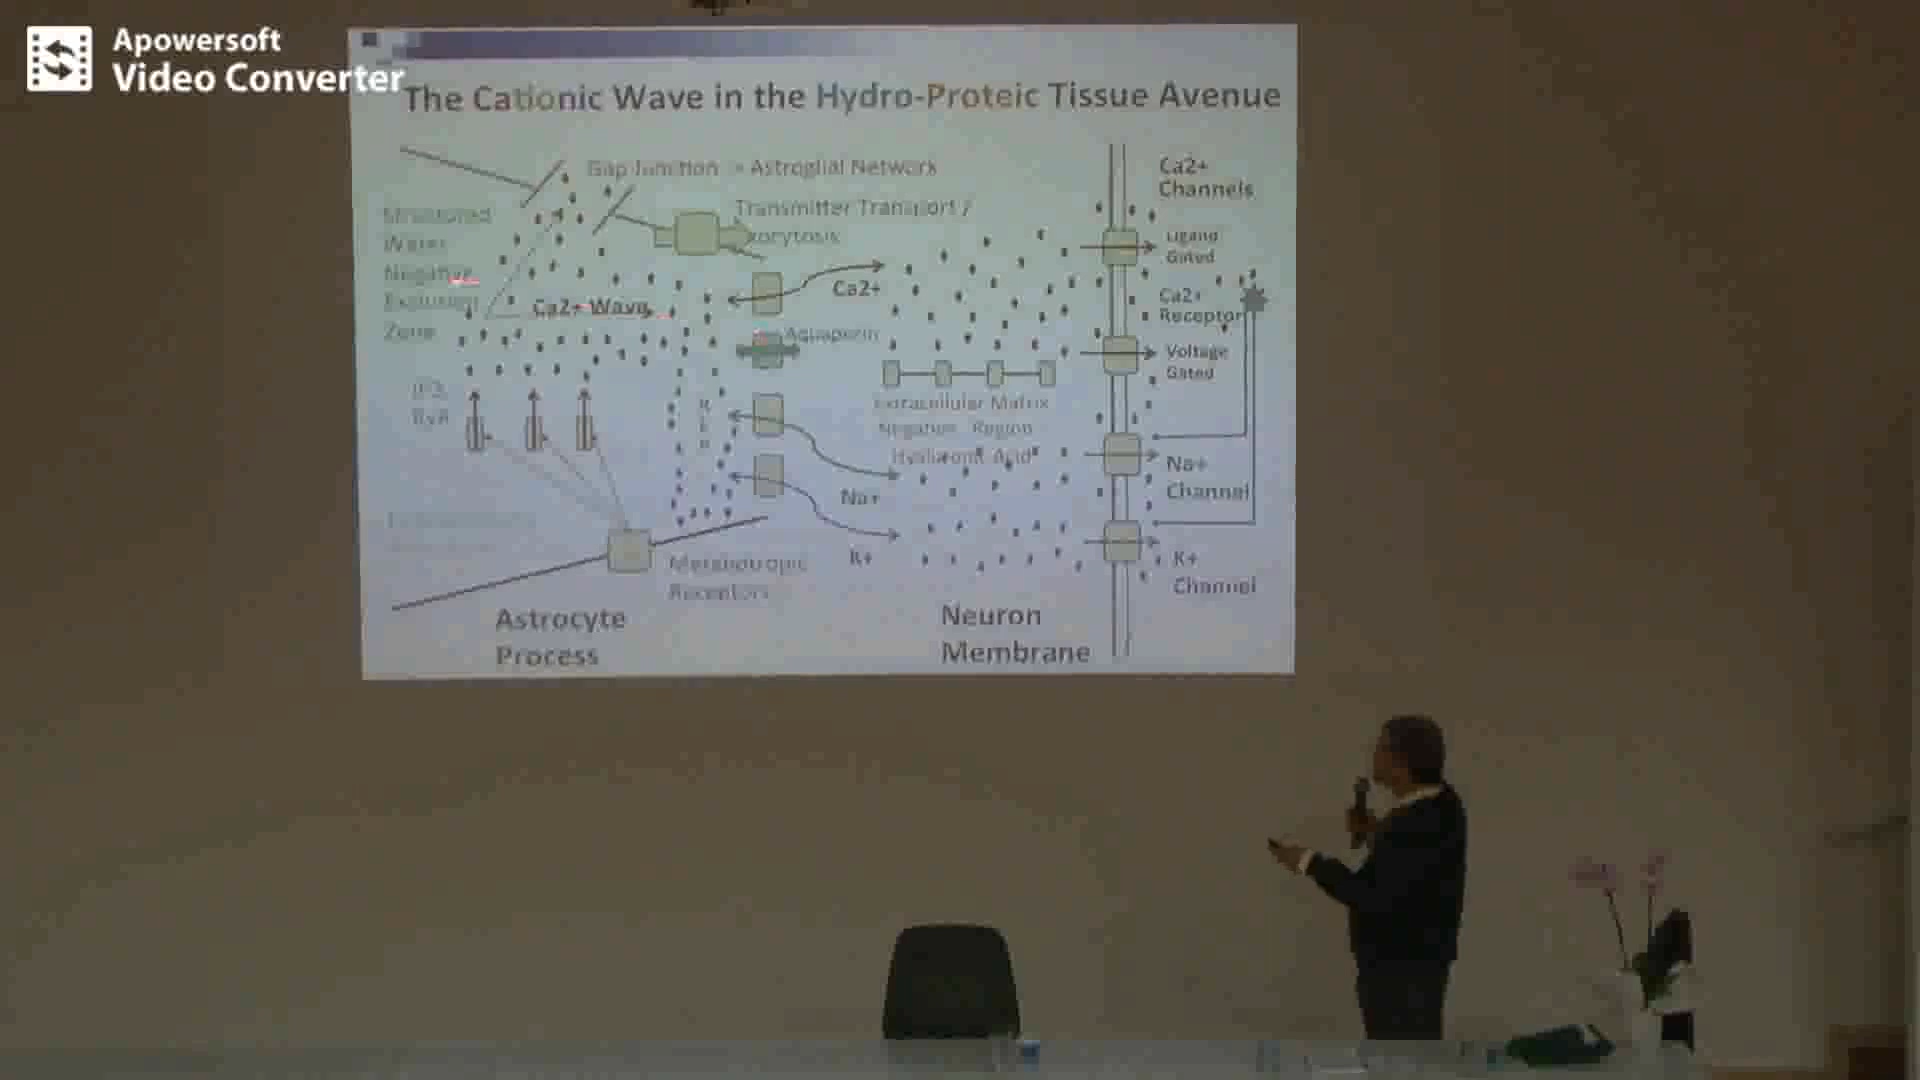 Apowersoft
Video Converter
The Cationic Wave in the Hydro-Proteic Tissue Avenue
Gap Junction = Astroglial Network
Transmitter Transport /
Ca2+
Channels
Ligand
Gated
Structured
Water
Negative
Exclusion
Zone
Ca2+ Wave
Ca2+
Ca2+
Receptor
Aquaporin
Voltage
Gated
IP3
RyR
Extracellular Matrix
Negative Region
Hyaluronic Acid
Na+
Na+
Channel
K+
K+
Channel
Metabotropic
Receptors
Astrocyte
Process
Neuron
Membrane